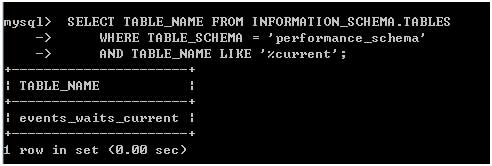 mysql>  SELECT TABLE_NAME FROM INFORMATION_SCHEMA.TABLES
    ->      WHERE TABLE_SCHEMA = 'performance_schema'
    ->      AND TABLE_NAME LIKE '%current';
+----------------------+
| TABLE_NAME           |
+----------------------+
| events_waits_current |
+----------------------+
1 row in set (0.00 sec)